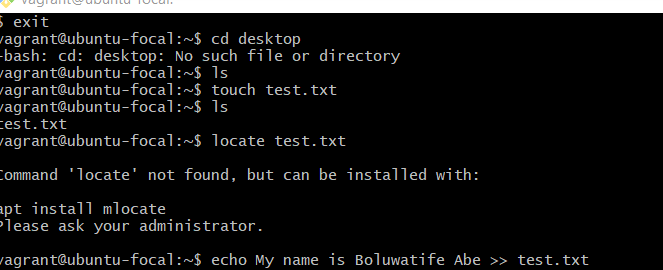 vagrant@ubuntu-focal:
$ exit
vagrant@ubuntu-focal:~$ cd desktop
-bash: cd: desktop: No such file or directory
vagrant@ubuntu-focal:~$ ls
vagrant@ubuntu-focal:~$ touch test.txt
vagrant@ubuntu-focal:~$ ls
test.txt
vagrant@ubuntu-focal:~$ locate test.txt
Command 'locate' not found, but can be installed with:
apt install mlocate
Please ask your administrator.
vagrant@ubuntu-focal:~$ echo My name is Boluwatife Abe >> test.txt